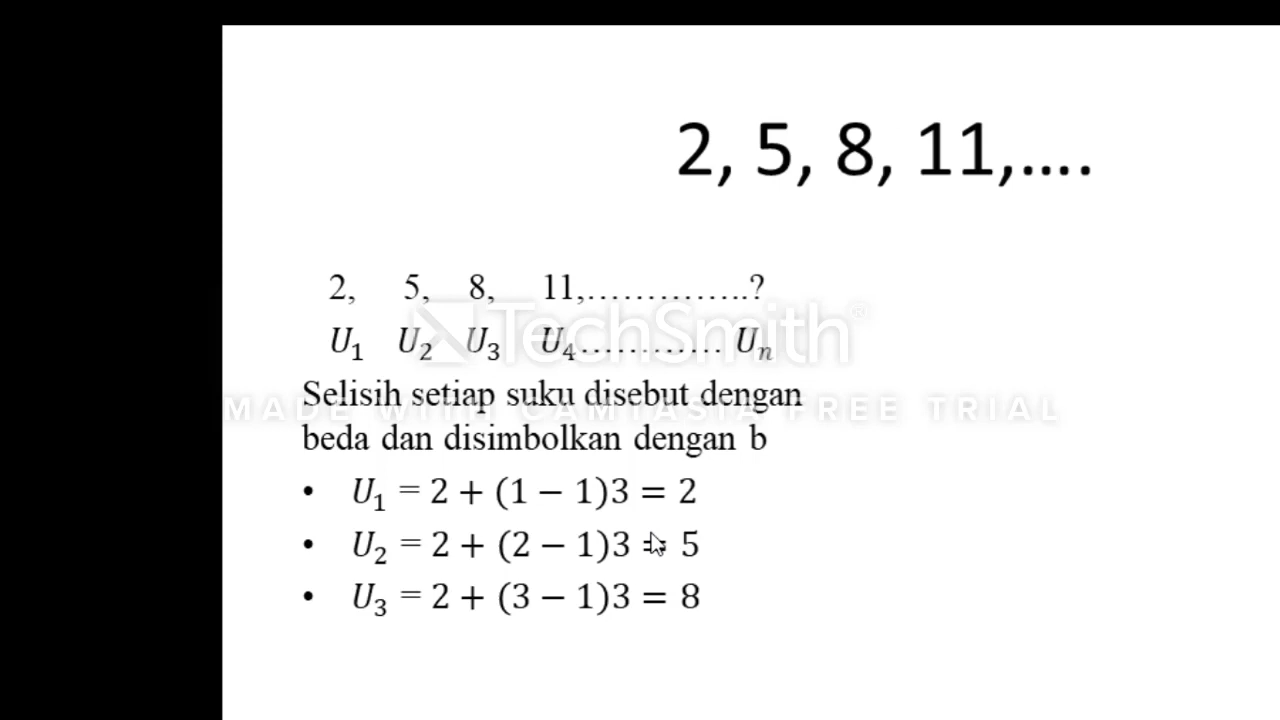 2, 5, 8, 11,....
2, 5, 8, 11,..............?
U₁ U₂ U₃ U₄............ Uₙ
TechSmith®
Selisih setiap suku disebut dengan
MADE WITH CAMTASIA FREE TRIAL
beda dan disimbolkan dengan b
• U₁ = 2 + (1 − 1)3 = 2
• U₂ = 2 + (2 − 1)3 = 5
• U₃ = 2 + (3 − 1)3 = 8